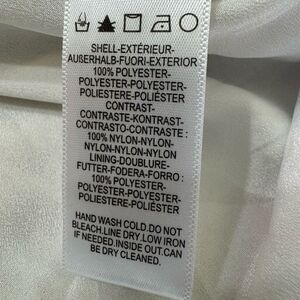 SHELL-EXTÉRIEUR-
AUßERHALB-FUORI-EXTERIOR
100% POLYESTER-
POLYESTER-POLYESTER-
POLIESTERE-POLIÉSTER
CONTRAST-
CONTRASTE-KONTRAST-
CONTRASTO-CONTRASTE :
100% NYLON-NYLON-
NYLON-NYLON-NYLON
LINING-DOUBLURE-
FUTTER-FODERA-FORRO :
100% POLYESTER-
POLYESTER-POLYESTER-
POLIESTERE-POLIÉSTER
HAND WASH COLD.DO NOT
BLEACH.LINE DRY.LOW IRON
IF NEEDED.INSIDE OUT.CAN
BE DRY CLEANED.